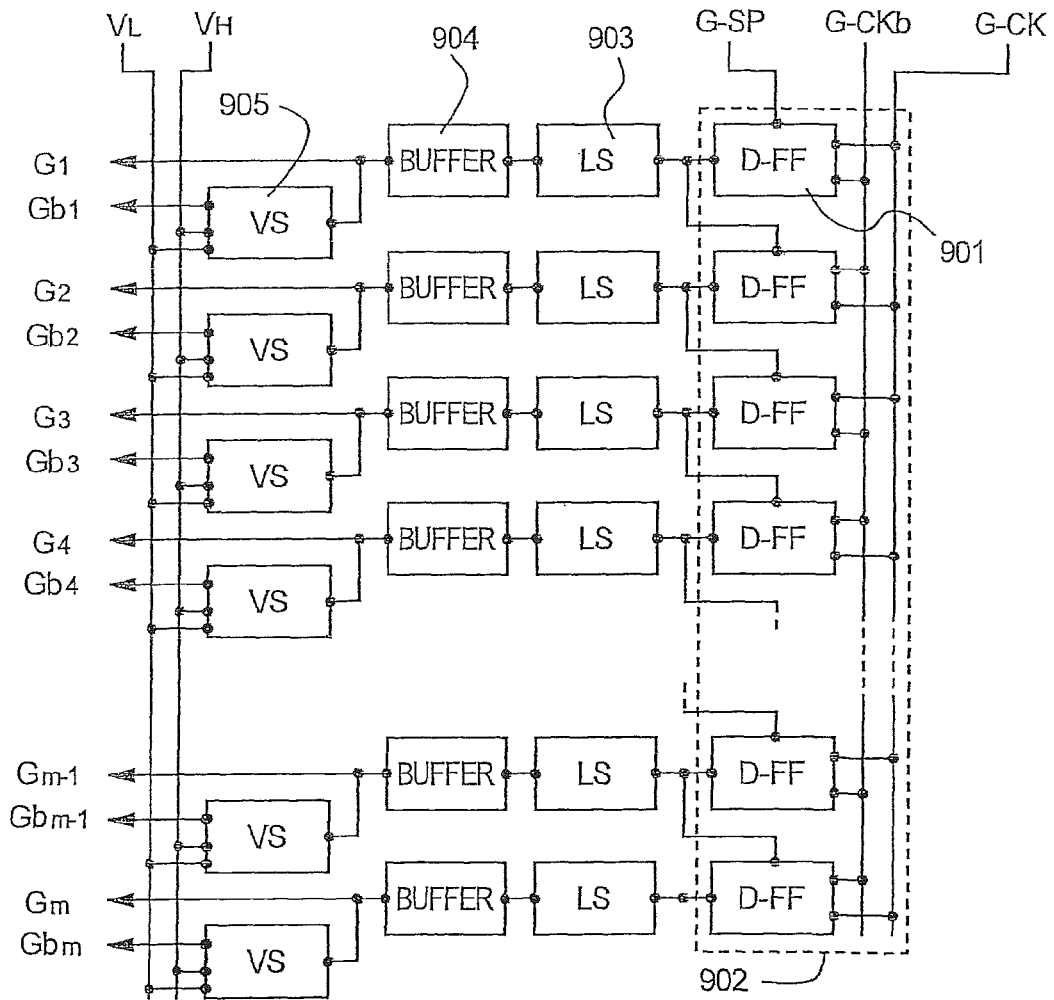 VL VH 904 903 G-SP G-CKb G-CK
905
G1 BUFFER LS D-FF
Gb1 VS
901
G2 BUFFER LS D-FF
Gb2 VS
G3 BUFFER LS D-FF
Gb3 VS
G4 BUFFER LS D-FF
Gb4 VS
Gm-1 BUFFER LS D-FF
Gbm-1 VS
Gm BUFFER LS D-FF
Gbm VS
902